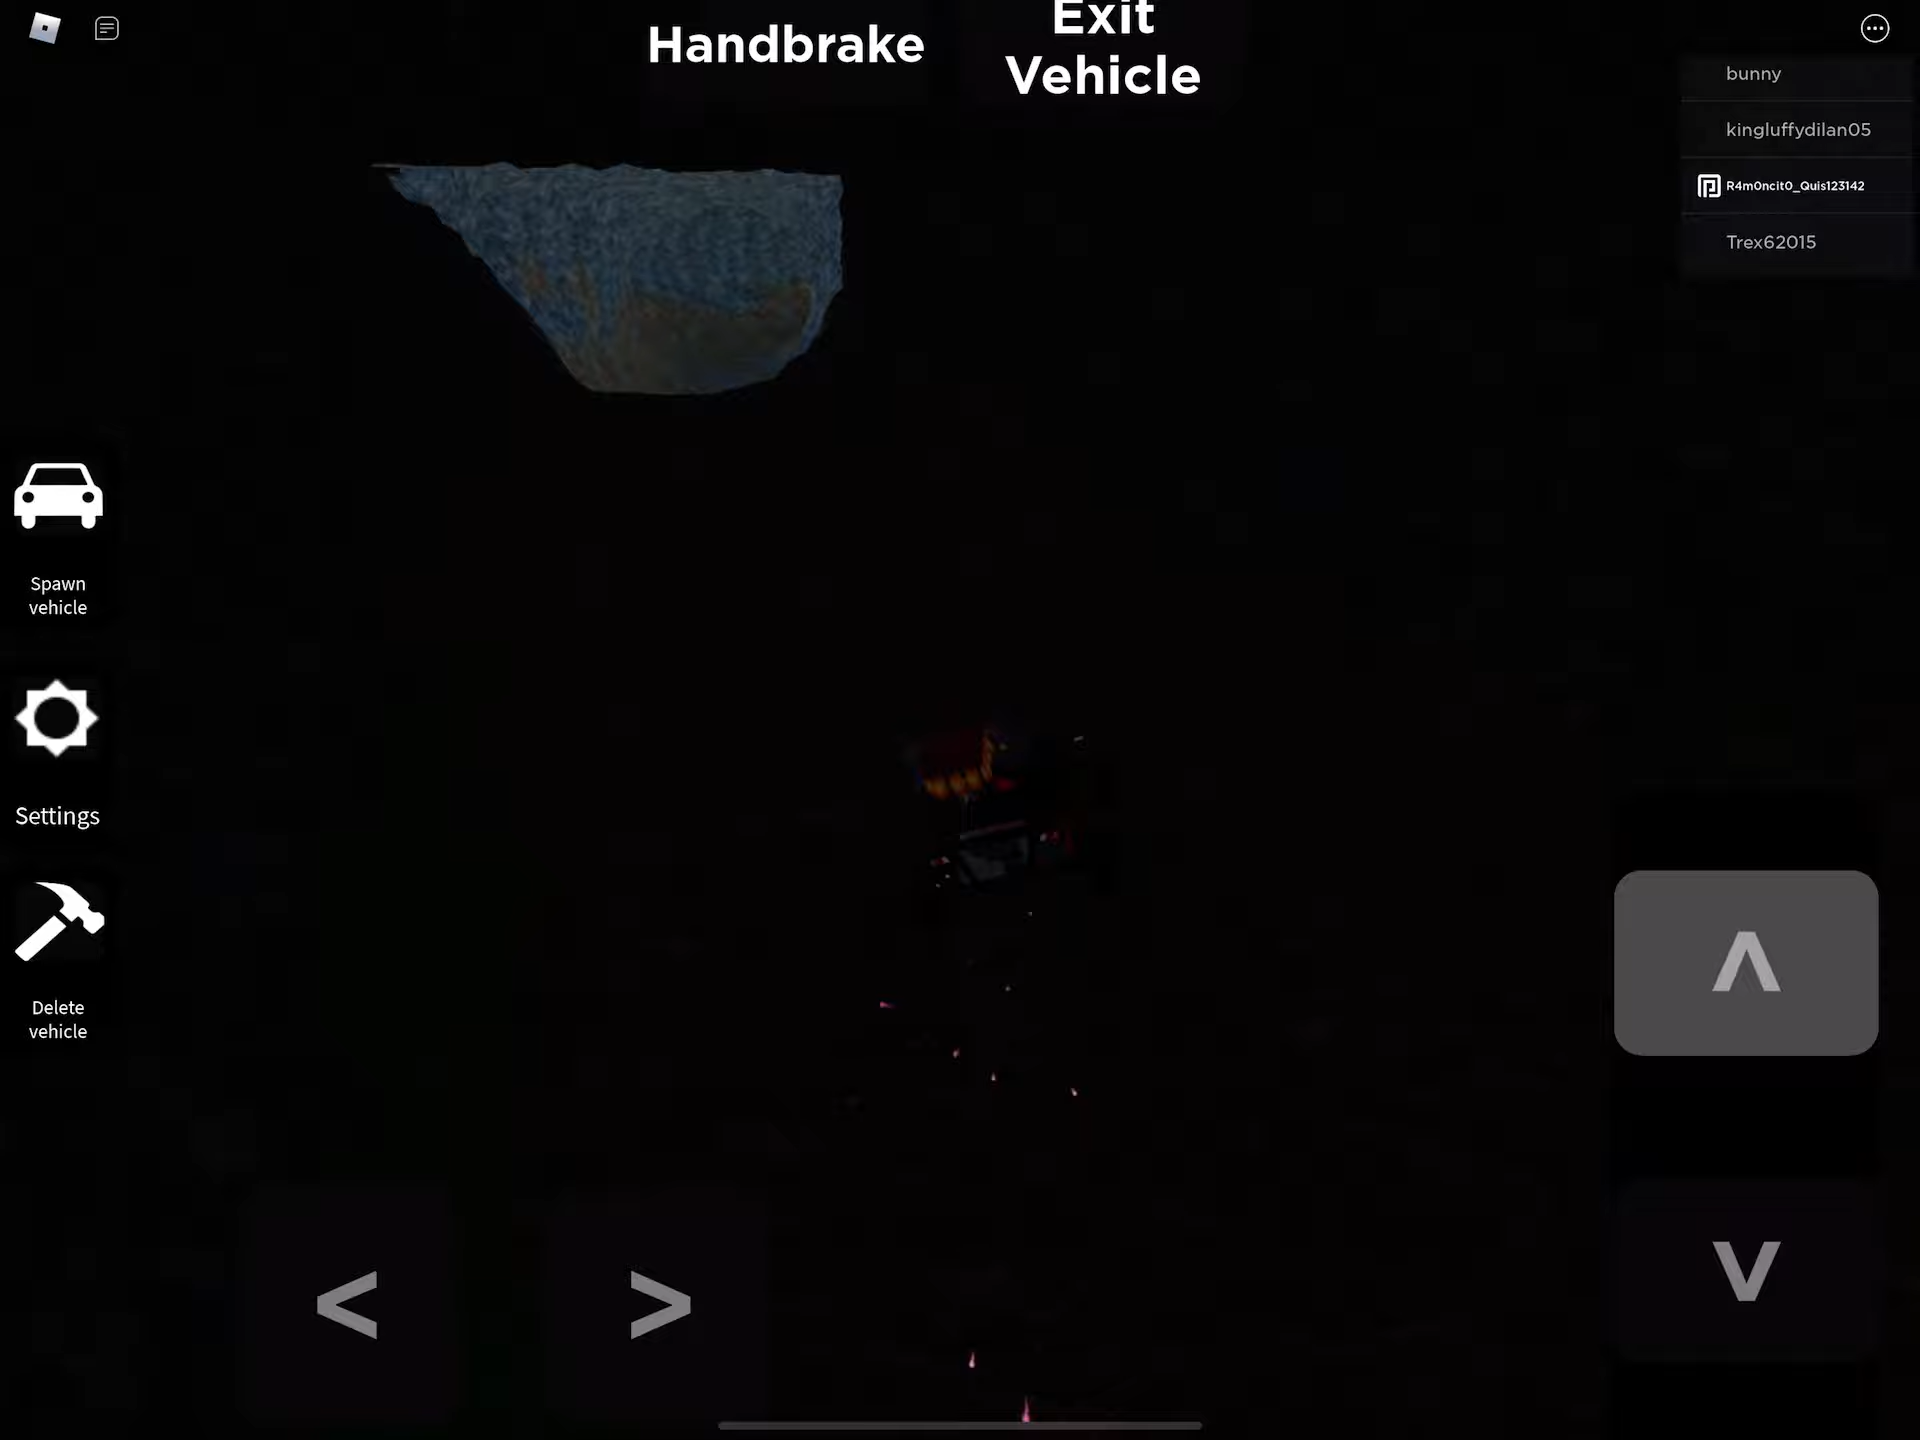 Handbrake
Exit
Vehicle
bunny
kingluffydilan05
R4m0ncit0_Quis123142
Trex62015
Spawn
vehicle
Settings
Delete
vehicle
<
>
^
v